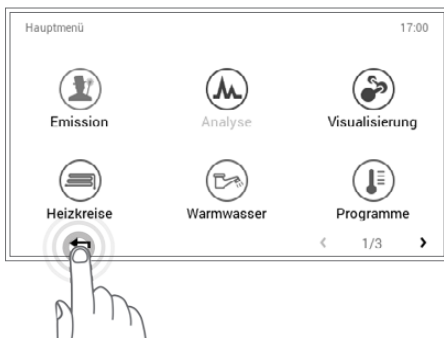 Hauptmenü 17:00
Emission Analyse Visualisierung
Heizkreise Warmwasser Programme
1/3